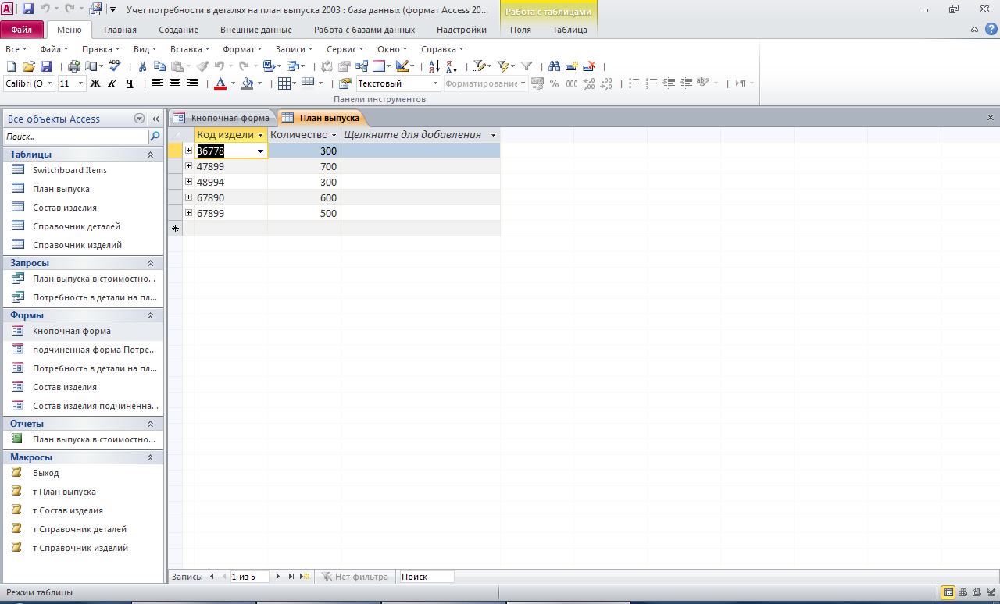 Учет потребности в деталях на план выпуска 2003 : база данных (формат Access 20...
Работа с таблицами
Файл Меню Главная Создание Внешние данные Работа с базами данных Надстройки Поля Таблица
Все Файл Правка Вид Вставка Формат Записи Сервис Окно Справка
Calibri (О 11 Ж К Ч Текстовый Форматирование % 000
Панели инструментов
Все объекты Access
Поиск...
Таблицы
Switchboard Items
План выпуска
Состав изделия
Справочник деталей
Справочник изделий
Запросы
План выпуска в стоимостно...
Потребность в детали на пл...
Формы
Кнопочная форма
подчиненная форма Потре...
Потребность в детали на пл...
Состав изделия
Состав изделия подчиненна...
Отчеты
План выпуска в стоимостно...
Макросы
Выход
т План выпуска
т Состав изделия
т Справочник деталей
т Справочник изделий
Кнопочная форма План выпуска
Код издели Количество Щелкните для добавления
36778 300
47899 700
48994 300
67890 600
67899 500
Запись: 1 из 5 Нет фильтра Поиск
Режим таблицы